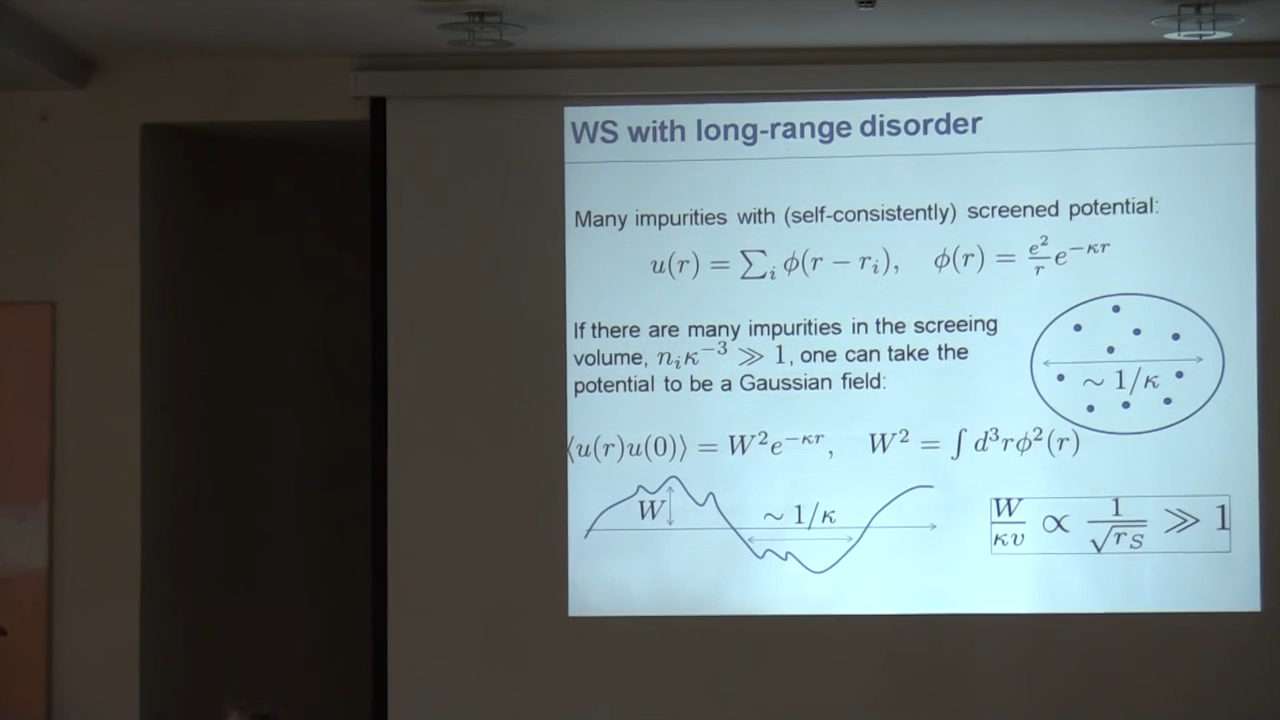 WS with long-range disorder
Many impurities with (self-consistently) screened potential:
u(r) = ∑ᵢ ϕ(r − rᵢ), ϕ(r) = e²/r e^{−κr}
If there are many impurities in the screeing
volume, nᵢκ⁻³ ≫ 1, one can take the
potential to be a Gaussian field:
∼ 1/κ
⟨u(r)u(0)⟩ = W²e^{−κr}, W² = ∫ d³rϕ²(r)
W
∼ 1/κ
W/κv ∝ 1/√r_S ≫ 1